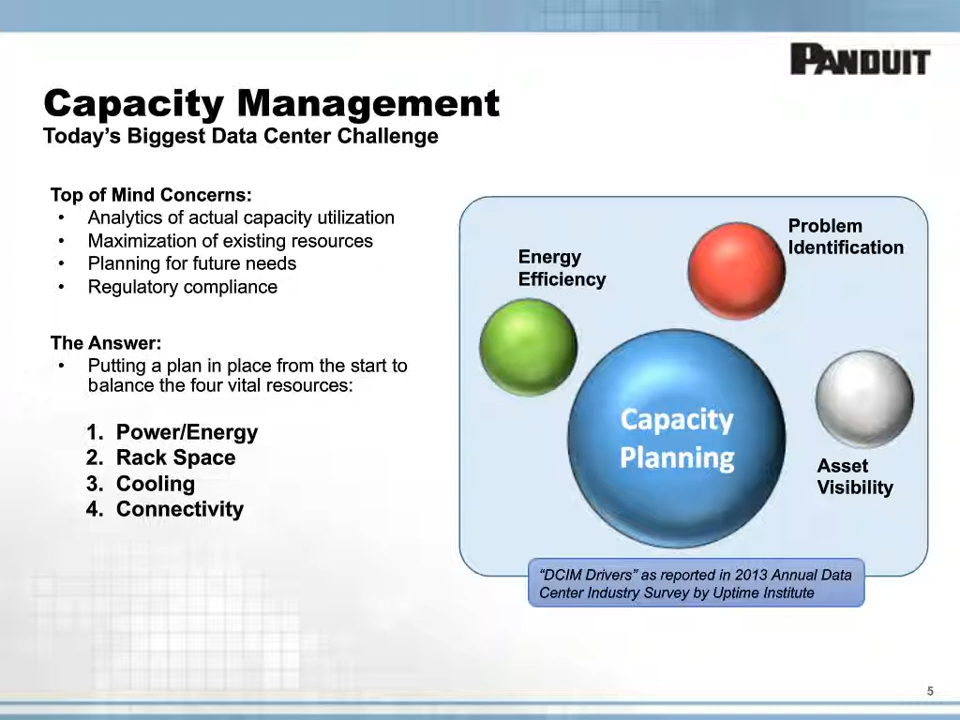 PANDUIT
Capacity Management
Today's Biggest Data Center Challenge
Top of Mind Concerns:
• Analytics of actual capacity utilization
• Maximization of existing resources
• Planning for future needs
• Regulatory compliance
The Answer:
• Putting a plan in place from the start to
balance the four vital resources:
1. Power/Energy
2. Rack Space
3. Cooling
4. Connectivity
Problem
Identification
Energy
Efficiency
Capacity
Planning
Asset
Visibility
“DCIM Drivers” as reported in 2013 Annual Data
Center Industry Survey by Uptime Institute
5